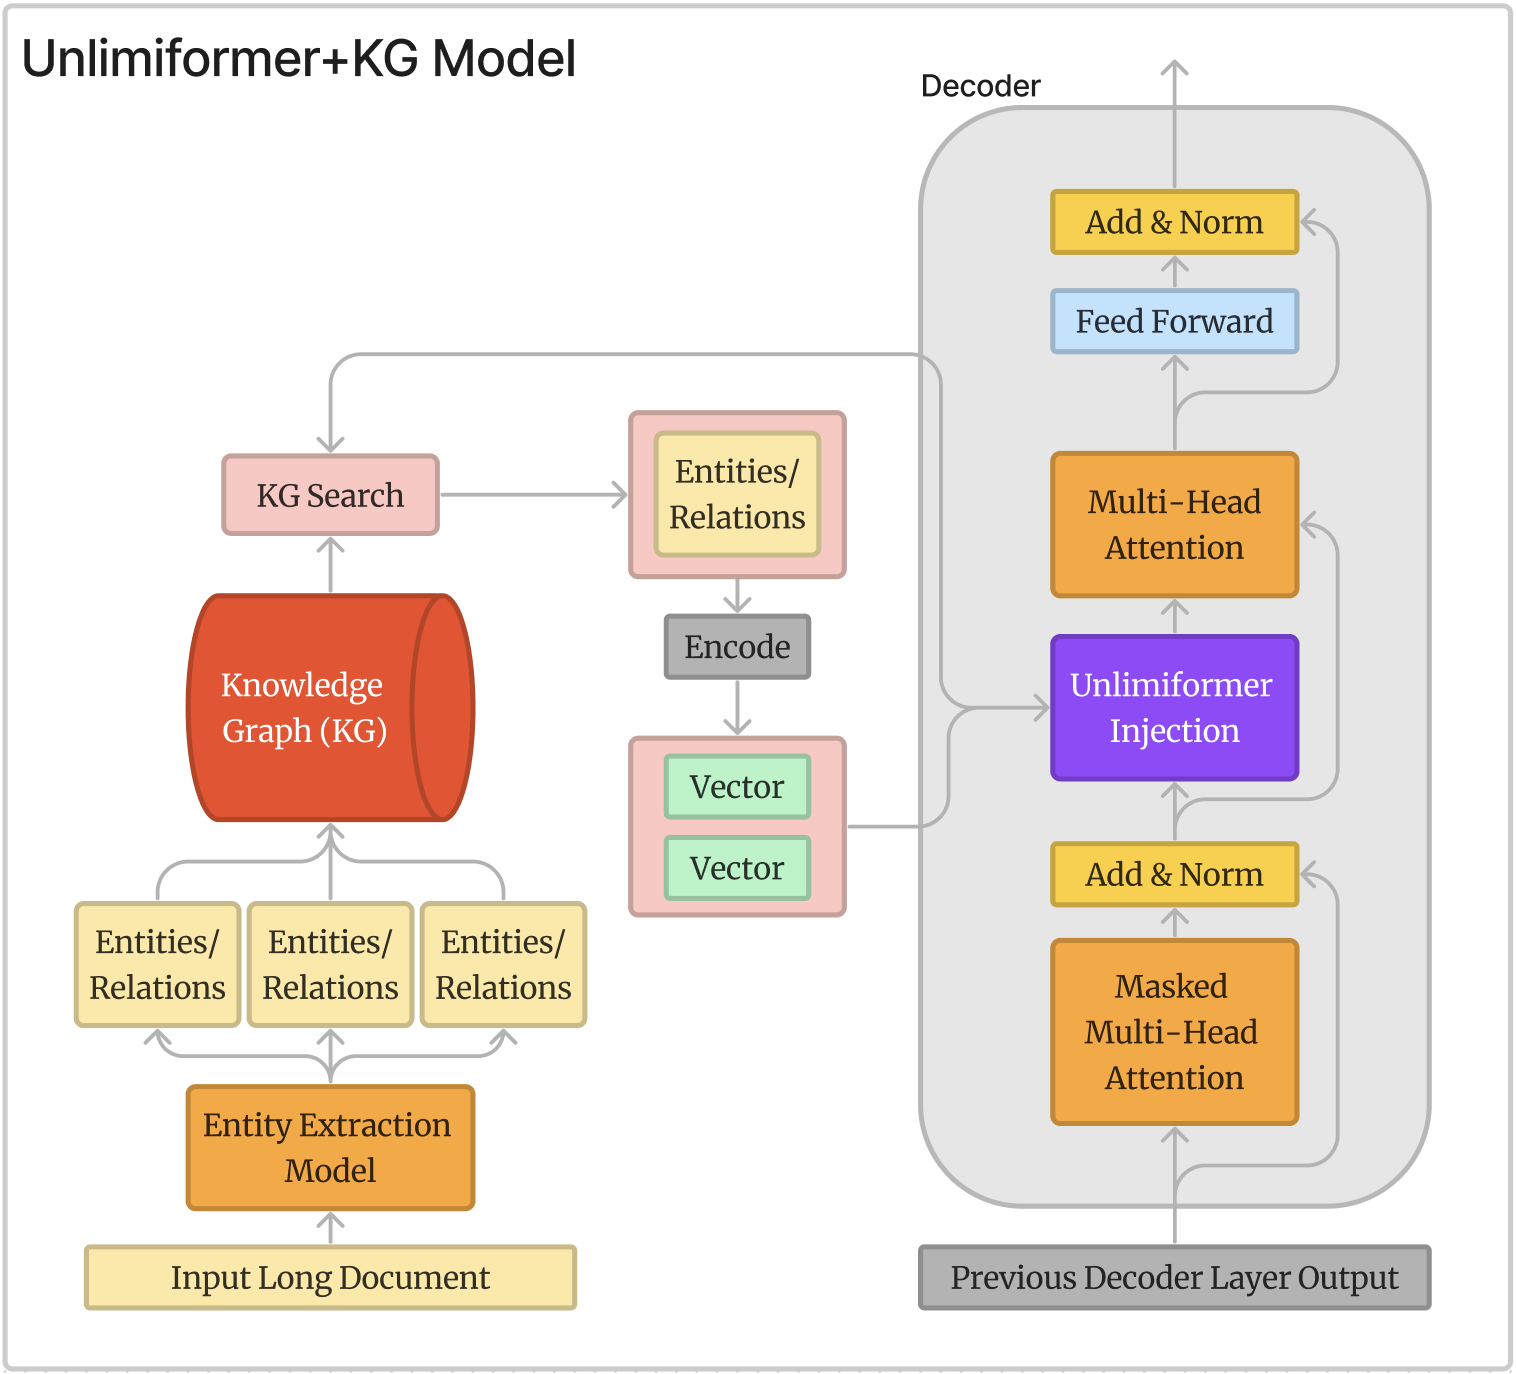 Unlimiformer+KG Model
Decoder
Add & Norm
Feed Forward
Multi-Head
Attention
Unlimiformer
Injection
Add & Norm
Masked
Multi-Head
Attention
Previous Decoder Layer Output
KG Search
Entities/
Relations
Encode
Vector
Vector
Knowledge
Graph (KG)
Entities/
Relations
Entities/
Relations
Entities/
Relations
Entity Extraction
Model
Input Long Document